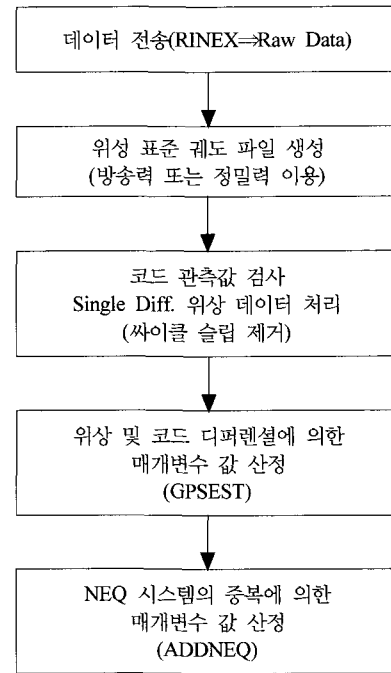 데이터 전송(RINEX⇒Raw Data)
위성 표준 궤도 파일 생성
(방송력 또는 정밀력 이용)
코드 관측값 검사
Single Diff. 위상 데이터 처리
(싸이클 슬립 제거)
위상 및 코드 디퍼렌셜에 의한
매개변수 값 산정
(GPSEST)
NEQ 시스템의 중복에 의한
매개변수 값 산정
(ADDNEQ)